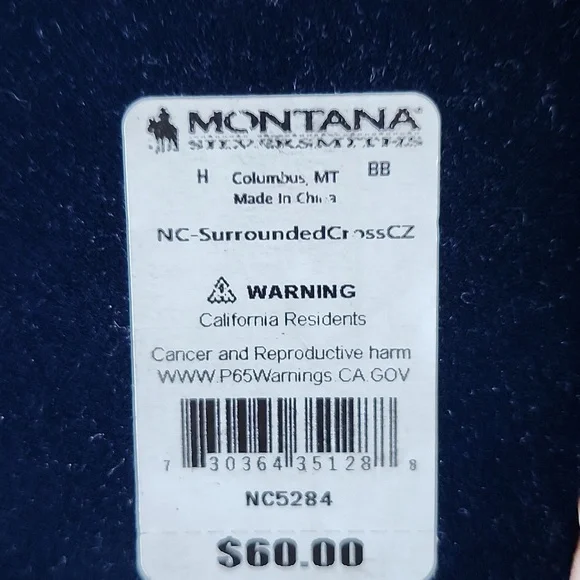 MONTANA
SILVERSMITHS
H Columbus, MT BB
Made In China
NC-SurroundedCrossCZ
WARNING
California Residents
Cancer and Reproductive harm
WWW.P65Warnings.CA.GOV
7 30364 35128 8
NC5284
$60.00